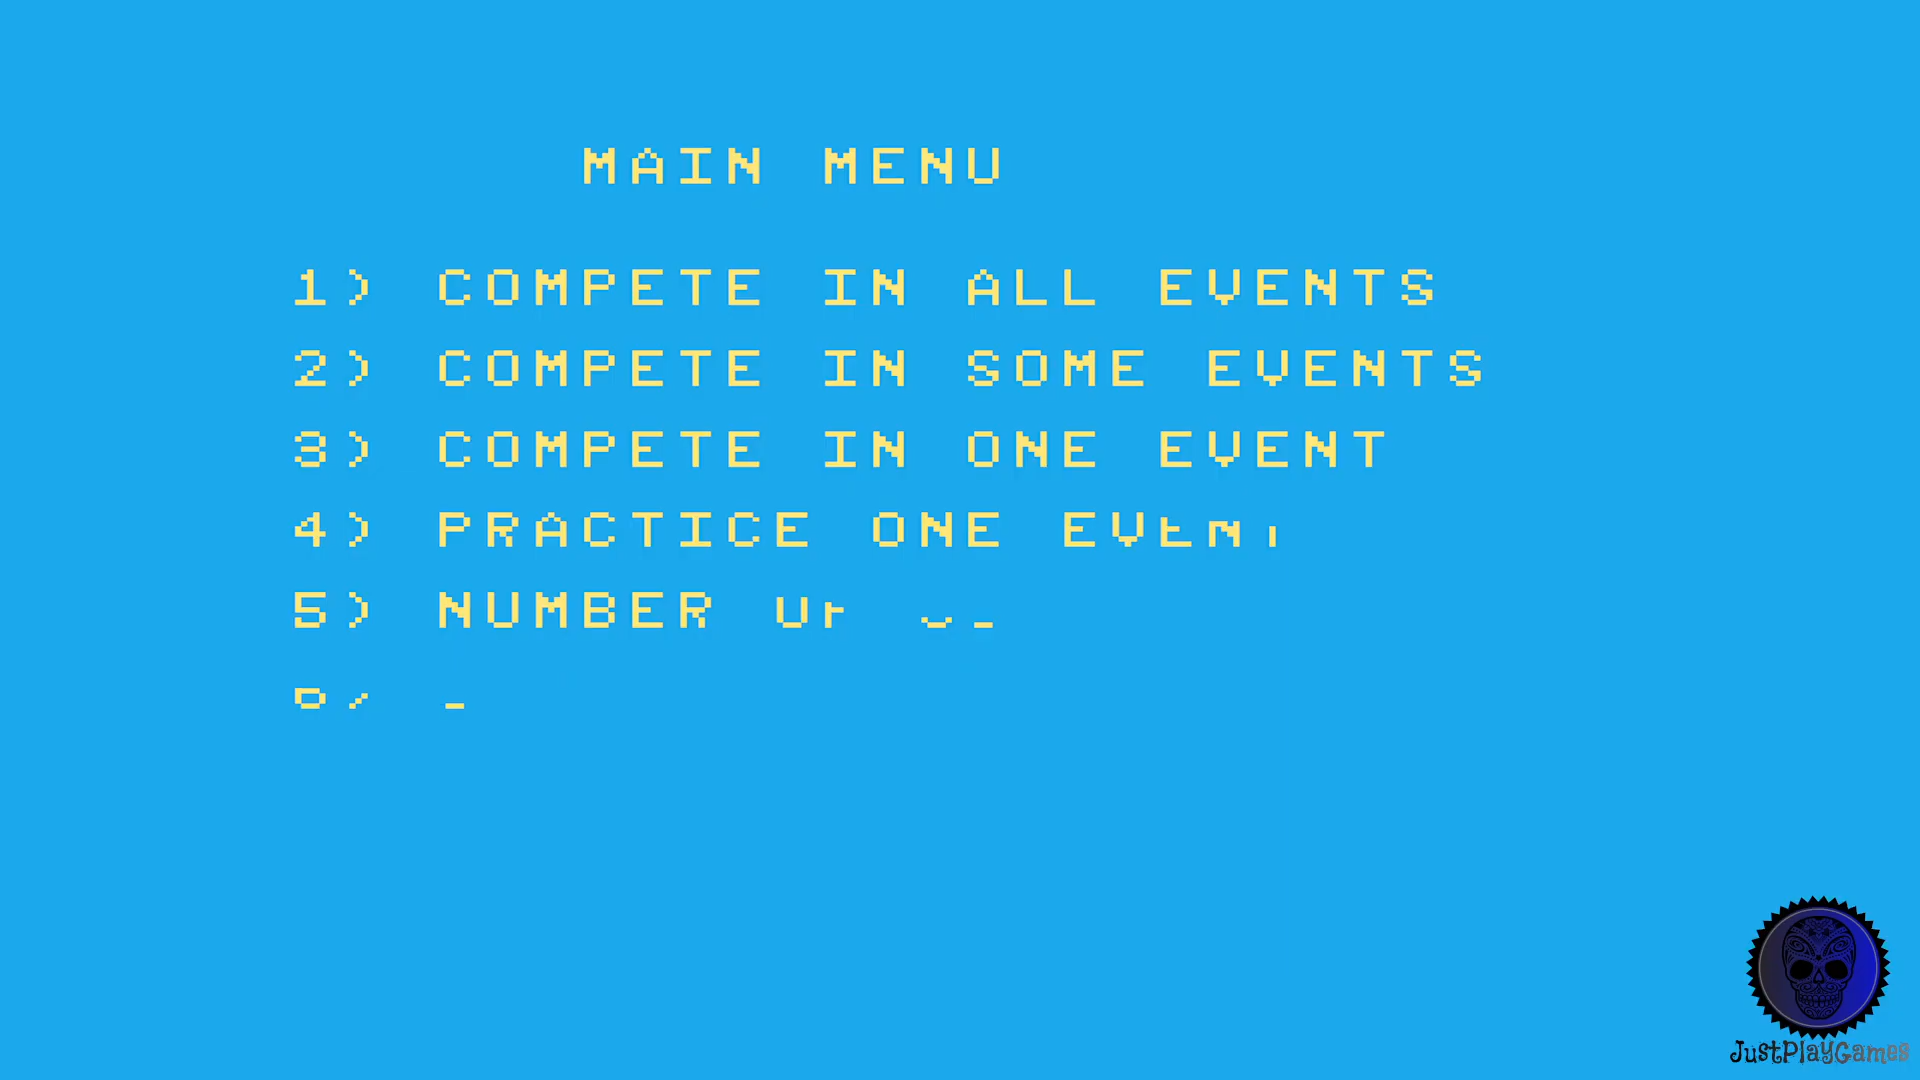 MAIN MENU
1) COMPETE IN ALL EVENTS
2) COMPETE IN SOME EVENTS
3) COMPETE IN ONE EVENT
4) PRACTICE ONE EVENT
5) NUMBER
JustPlayGames